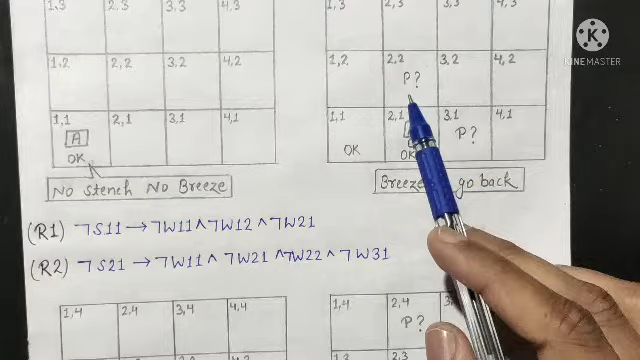 1,3 2,3 3,3 4,3
1,2 2,2 3,2 4,2
1,1 2,1 3,1 4,1
A
OK
No Stench No Breeze
1,3 2,3 3,3 4,3
1,2 2,2 3,2 4,2
P?
1,1 2,1 3,1 4,1
P?
OK OK
Breeze go back
(R1) ¬S11 → ¬W11 ∧ ¬W12 ∧ ¬W21
(R2) ¬S21 → ¬W11 ∧ ¬W21 ∧ ¬W22 ∧ ¬W31
1,4 2,4 3,4 4,4
1,4 2,4
P?
1,3 2,3
K
KINEMASTER